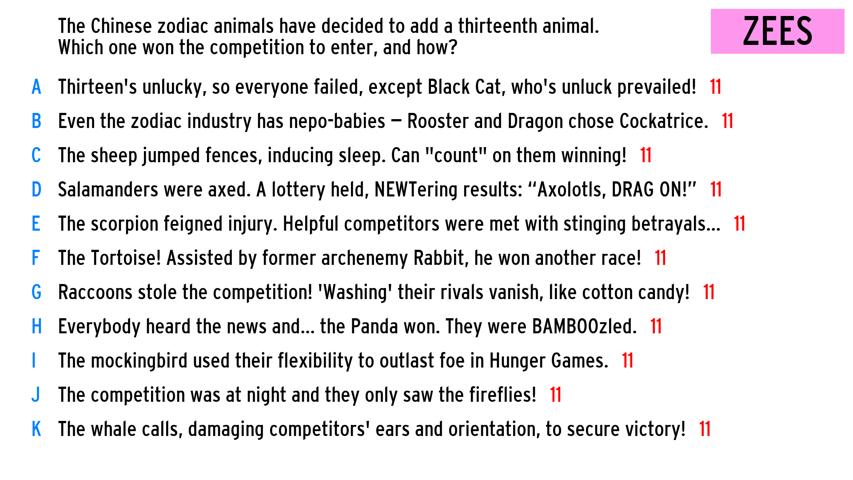 The Chinese zodiac animals have decided to add a thirteenth animal.
Which one won the competition to enter, and how?
ZEES
A Thirteen's unlucky, so everyone failed, except Black Cat, who's unluck prevailed! 11
B Even the zodiac industry has nepo-babies – Rooster and Dragon chose Cockatrice. 11
C The sheep jumped fences, inducing sleep. Can "count" on them winning! 11
D Salamanders were axed. A lottery held, NEWTering results: “Axolotls, DRAG ON!” 11
E The scorpion feigned injury. Helpful competitors were met with stinging betrayals... 11
F The Tortoise! Assisted by former archenemy Rabbit, he won another race! 11
G Raccoons stole the competition! 'Washing' their rivals vanish, like cotton candy! 11
H Everybody heard the news and... the Panda won. They were BAMBOOzled. 11
I The mockingbird used their flexibility to outlast foe in Hunger Games. 11
J The competition was at night and they only saw the fireflies! 11
K The whale calls, damaging competitors' ears and orientation, to secure victory! 11